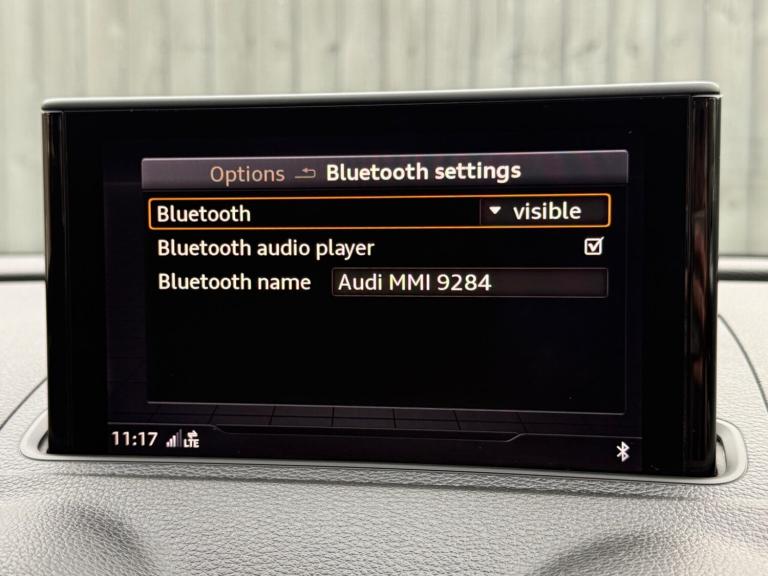 Options Bluetooth settings
Bluetooth visible
Bluetooth audio player
Bluetooth name Audi MMI 9284
11:17 LTE